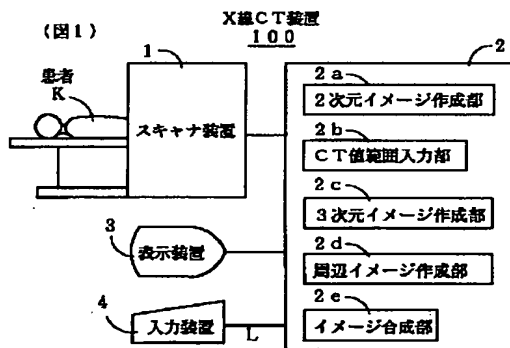 (図1)
X線CT装置
100
1
2
患者
K
スキャナ装置
2a
2次元イメージ作成部
2b
CT値範囲入力部
2c
3次元イメージ作成部
3
表示装置
2d
周辺イメージ作成部
4
入力装置
L
2e
イメージ合成部